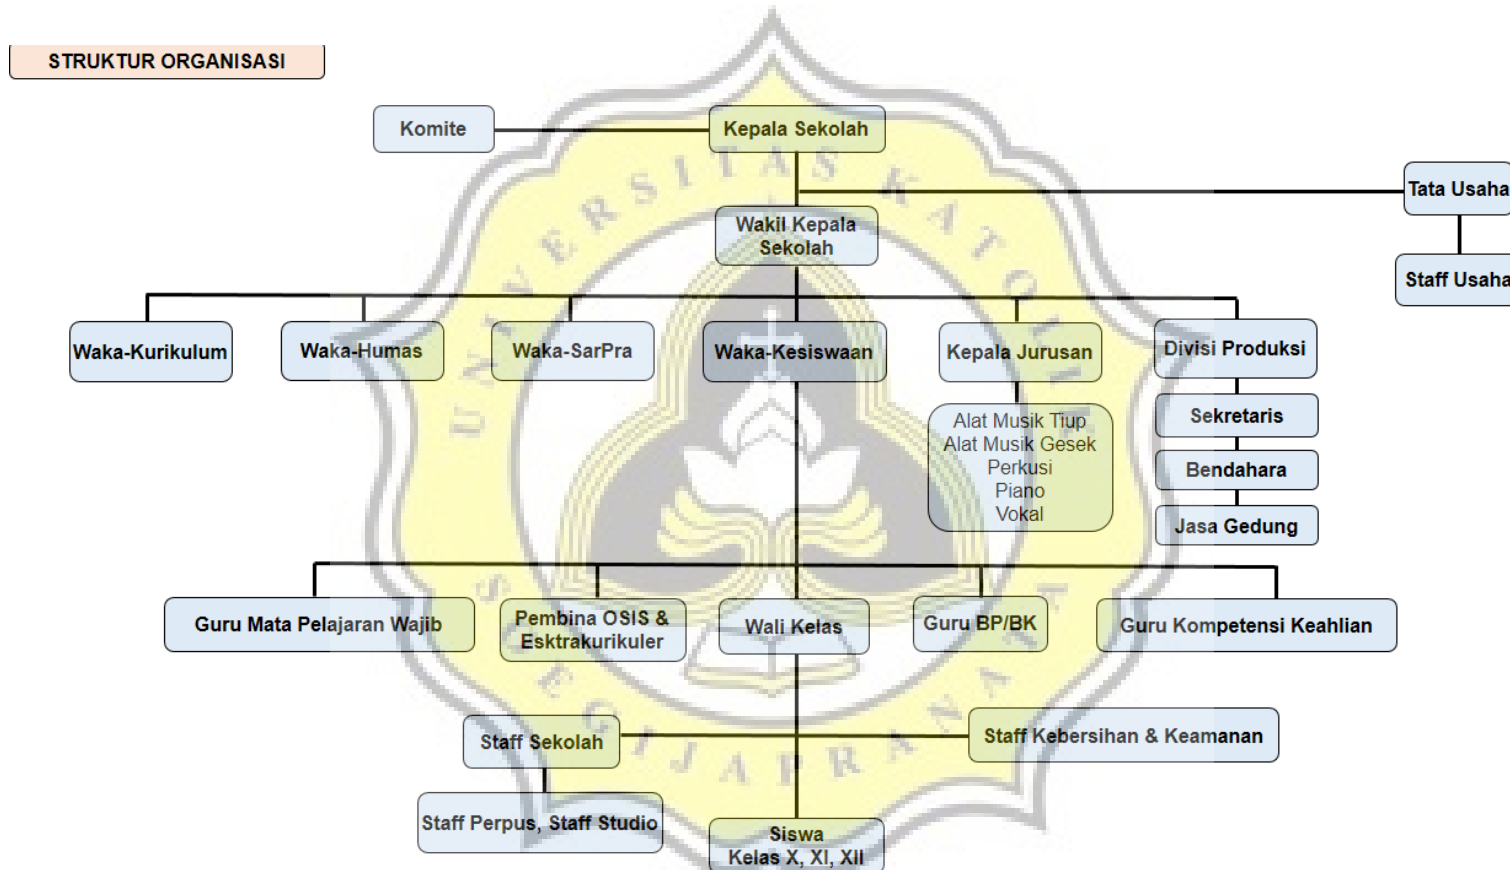 STRUKTUR ORGANISASI
Komite
Kepala Sekolah
Tata Usaha
Wakil Kepala
Sekolah
Staff Usaha
Waka-Kurikulum
Waka-Humas
Waka-SarPra
Waka-Kesiswaan
Kepala Jurusan
Divisi Produksi
Alat Musik Tiup
Alat Musik Gesek
Perkusi
Piano
Vokal
Sekretaris
Bendahara
Jasa Gedung
Guru Mata Pelajaran Wajib
Pembina OSIS &
Esktrakurikuler
Wali Kelas
Guru BP/BK
Guru Kompetensi Keahlian
Staff Sekolah
Staff Kebersihan & Keamanan
Staff Perpus, Staff Studio
Siswa
Kelas X, XI, XII
UNIVERSITAS KATOLIK
SOEGIJAPRANATA